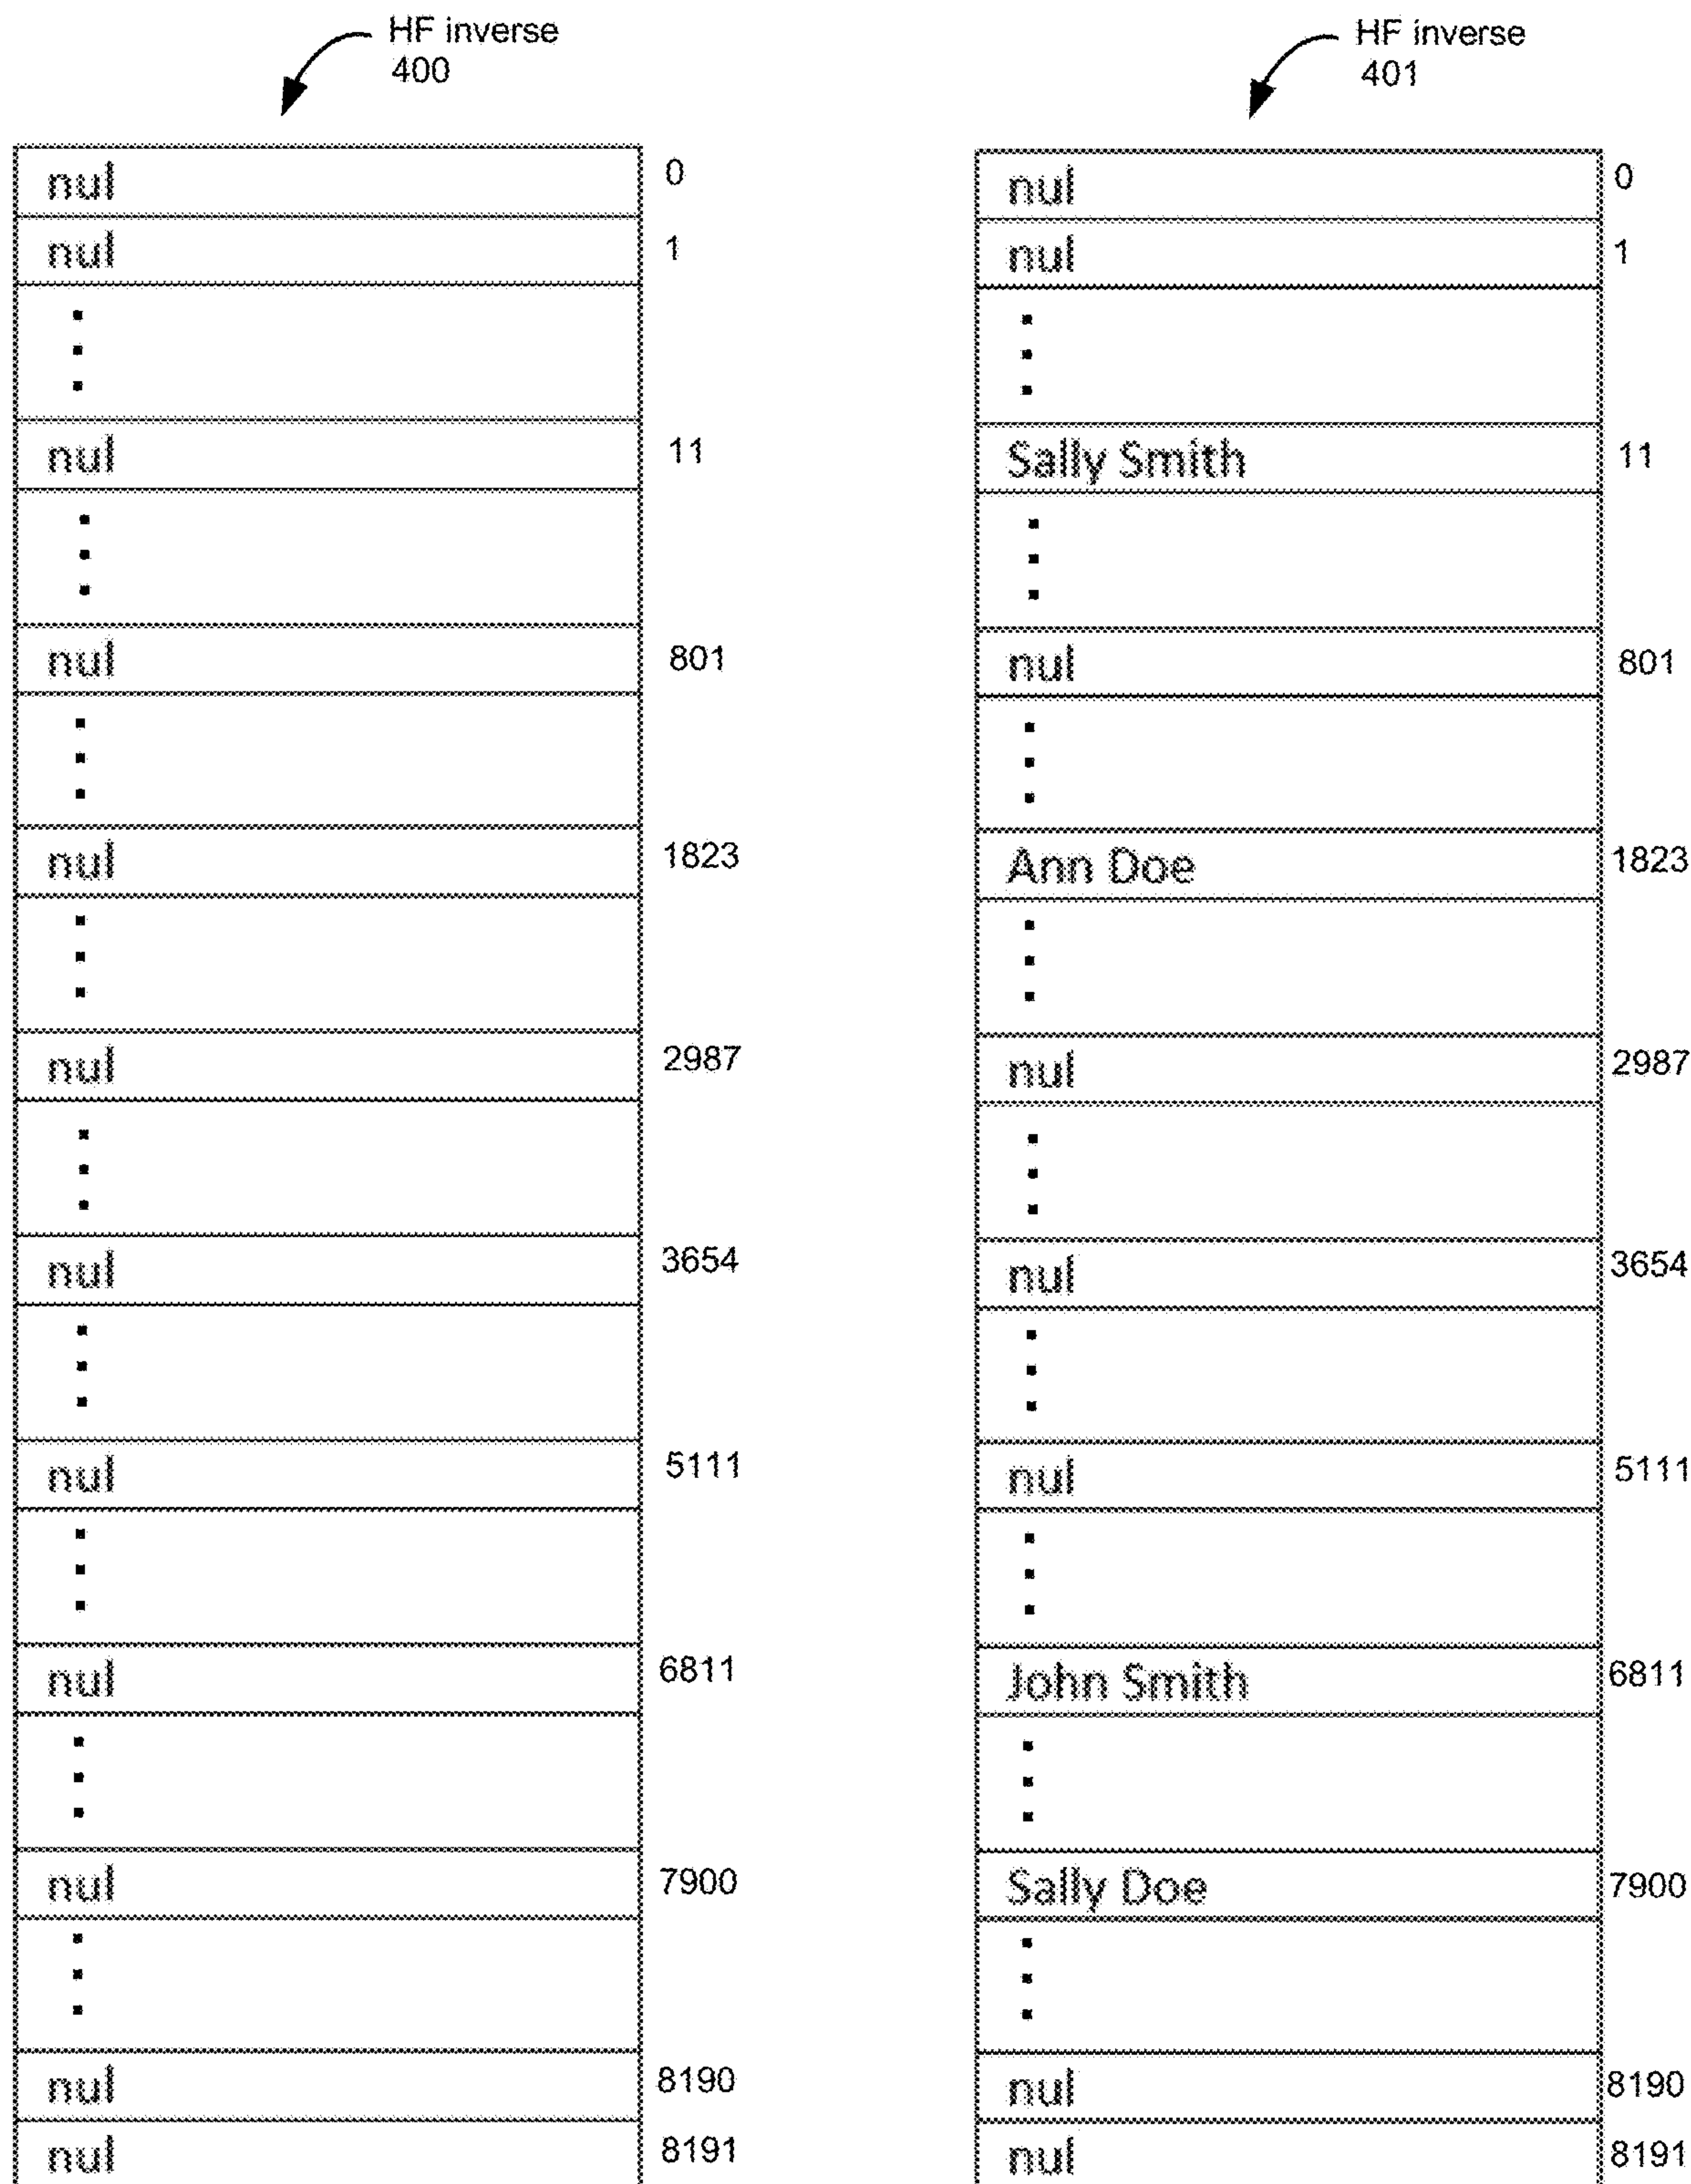 HF inverse
400
nul 0
nul 1
nul 11
nul 801
nul 1823
nul 2987
nul 3654
nul 5111
nul 6811
nul 7900
nul 8190
nul 8191
HF inverse
401
nul 0
nul 1
Sally Smith 11
nul 801
Ann Doe 1823
nul 2987
nul 3654
nul 5111
John Smith 6811
Sally Doe 7900
nul 8190
nul 8191